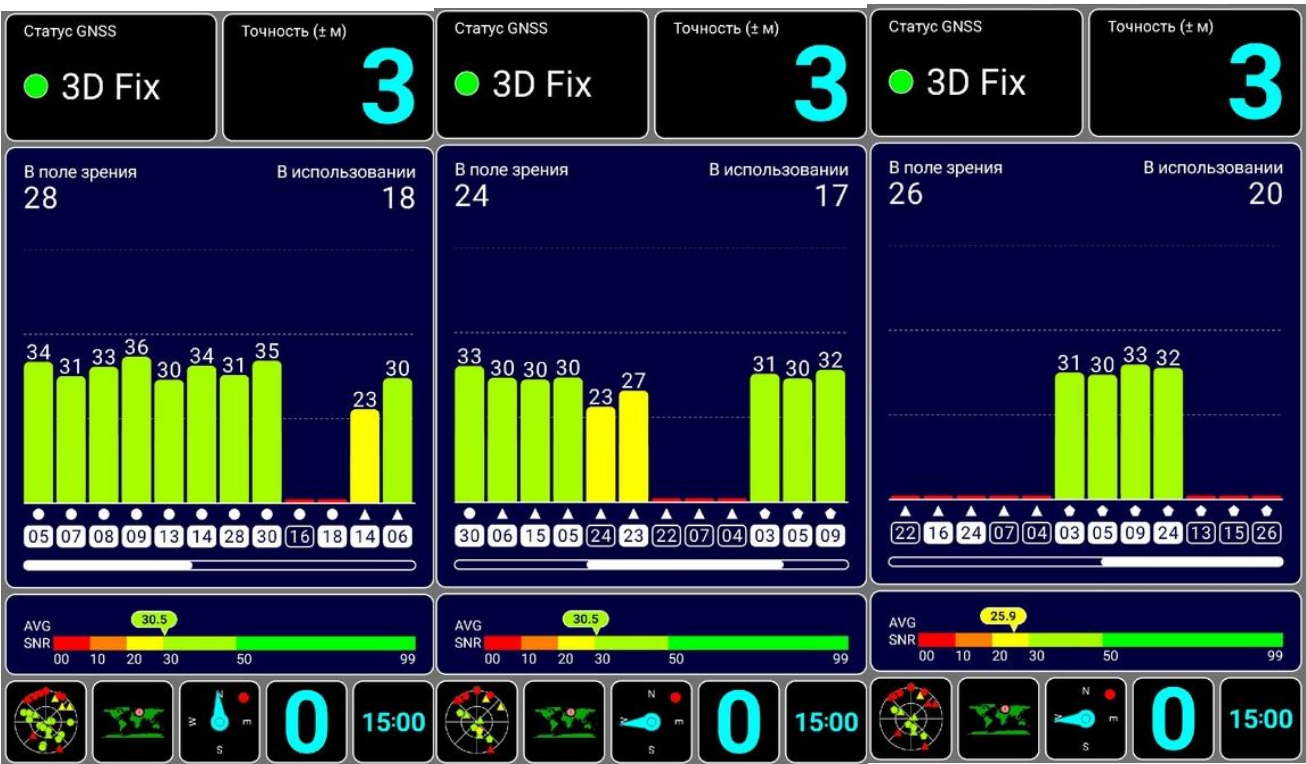 Статус GNSS
3D Fix
Точность (± м)
3
В поле зрения
28
В использовании
18
34 31 33 36 30 34 31 35 23 30
05 07 08 09 13 14 28 30 16 18 14 06
AVG
SNR
30.5
00 10 20 30 50 99
N
W E
S
0
15:00
Статус GNSS
3D Fix
Точность (± м)
3
В поле зрения
24
В использовании
17
33 30 30 30 23 27 31 30 32
30 06 15 05 24 23 22 07 04 03 05 09
AVG
SNR
30.5
00 10 20 30 50 99
N
W E
S
0
15:00
Статус GNSS
3D Fix
Точность (± м)
3
В поле зрения
26
В использовании
20
31 30 33 32
22 16 24 07 04 03 05 09 24 13 15 26
AVG
SNR
25.9
00 10 20 30 50 99
N
W E
S
0
15:00